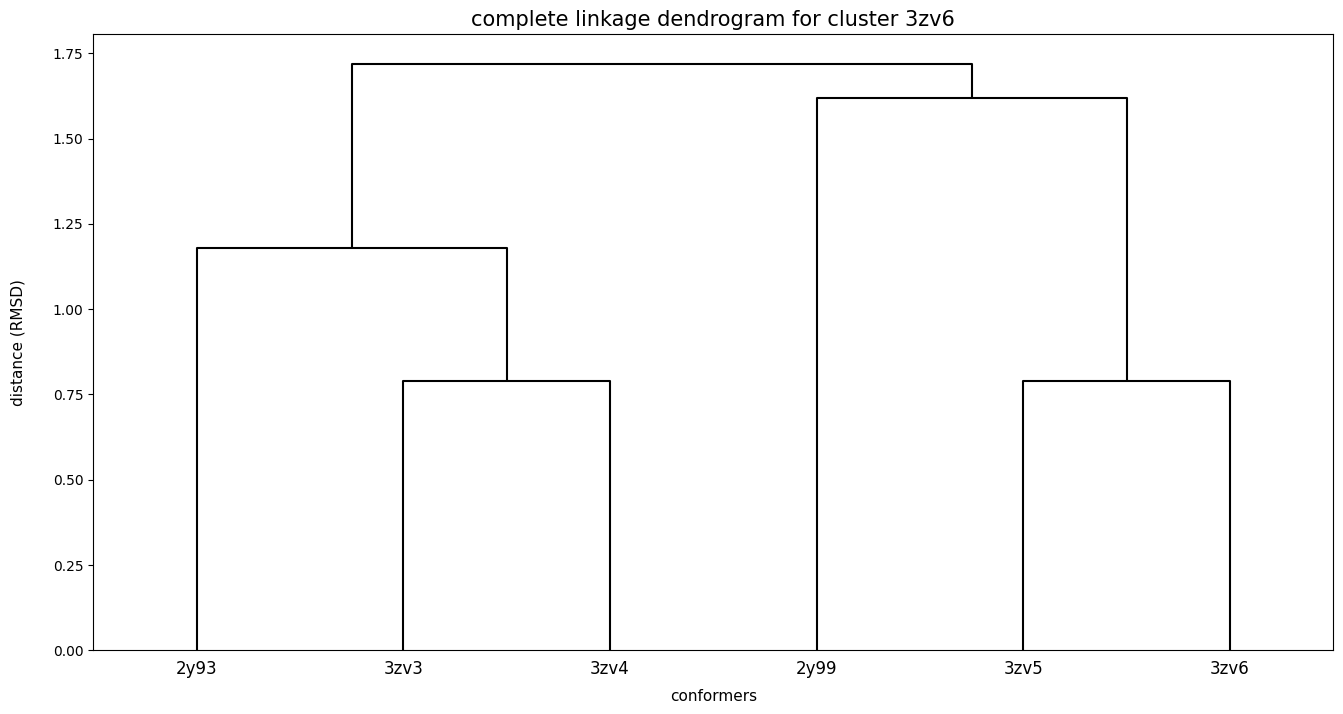 complete linkage dendrogram for cluster 3zv6
1.75
1.50
1.25
1.00
0.75
0.50
0.25
0.00
distance (RMSD)
2y93 3zv3 3zv4 2y99 3zv5 3zv6
conformers